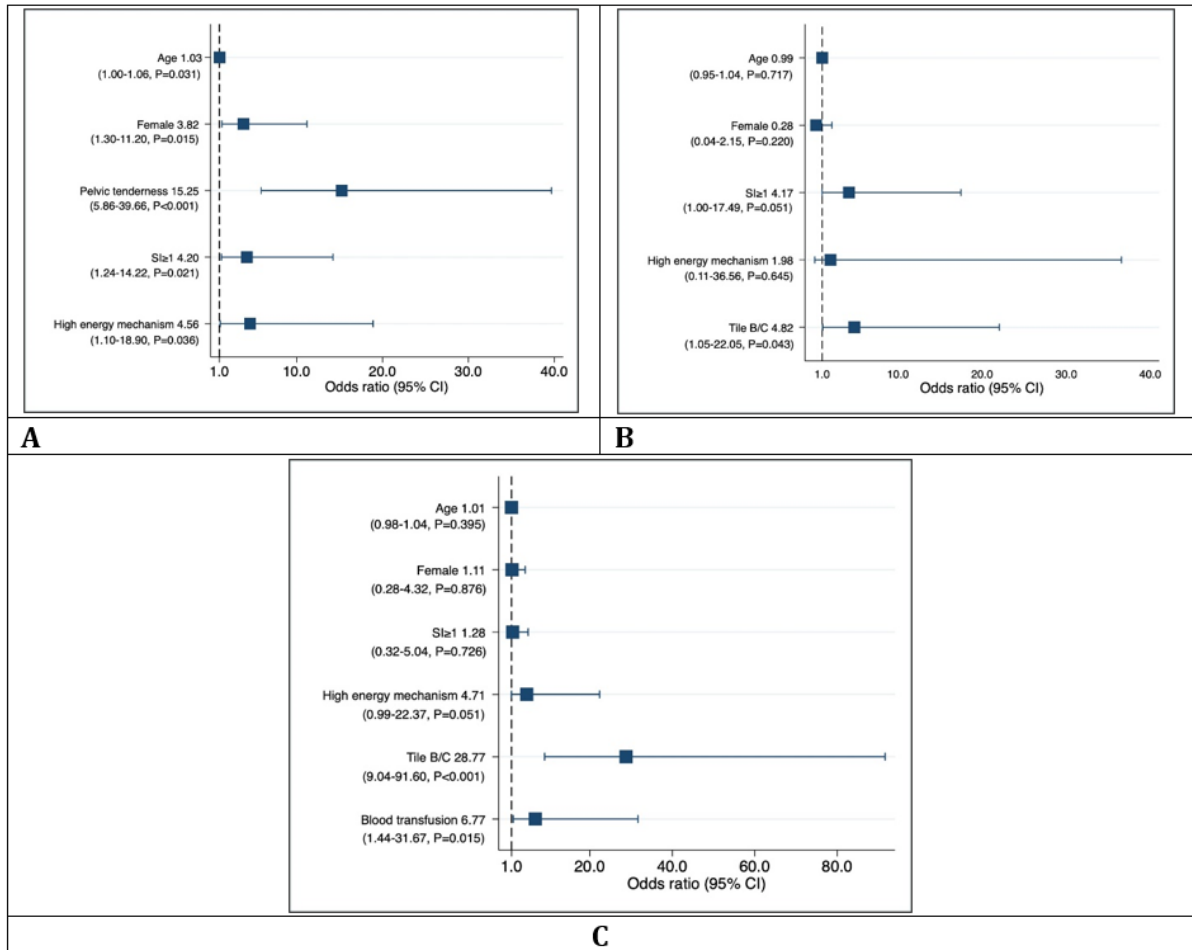 Age 1.03
(1.00-1.06, P=0.031)
Female 3.82
(1.30-11.20, P=0.015)
Pelvic tenderness 15.25
(5.86-39.66, P<0.001)
SI≥1 4.20
(1.24-14.22, P=0.021)
High energy mechanism 4.56
(1.10-18.90, P=0.036)
1.0 10.0 20.0 30.0 40.0
Odds ratio (95% CI)
A
Age 0.99
(0.95-1.04, P=0.717)
Female 0.28
(0.04-2.15, P=0.220)
SI≥1 4.17
(1.00-17.49, P=0.051)
High energy mechanism 1.98
(0.11-36.56, P=0.645)
Tile B/C 4.82
(1.05-22.05, P=0.043)
1.0 10.0 20.0 30.0 40.0
Odds ratio (95% CI)
B
Age 1.01
(0.98-1.04, P=0.395)
Female 1.11
(0.28-4.32, P=0.876)
SI≥1 1.28
(0.32-5.04, P=0.726)
High energy mechanism 4.71
(0.99-22.37, P=0.051)
Tile B/C 28.77
(9.04-91.60, P<0.001)
Blood transfusion 6.77
(1.44-31.67, P=0.015)
1.0 20.0 40.0 60.0 80.0
Odds ratio (95% CI)
C